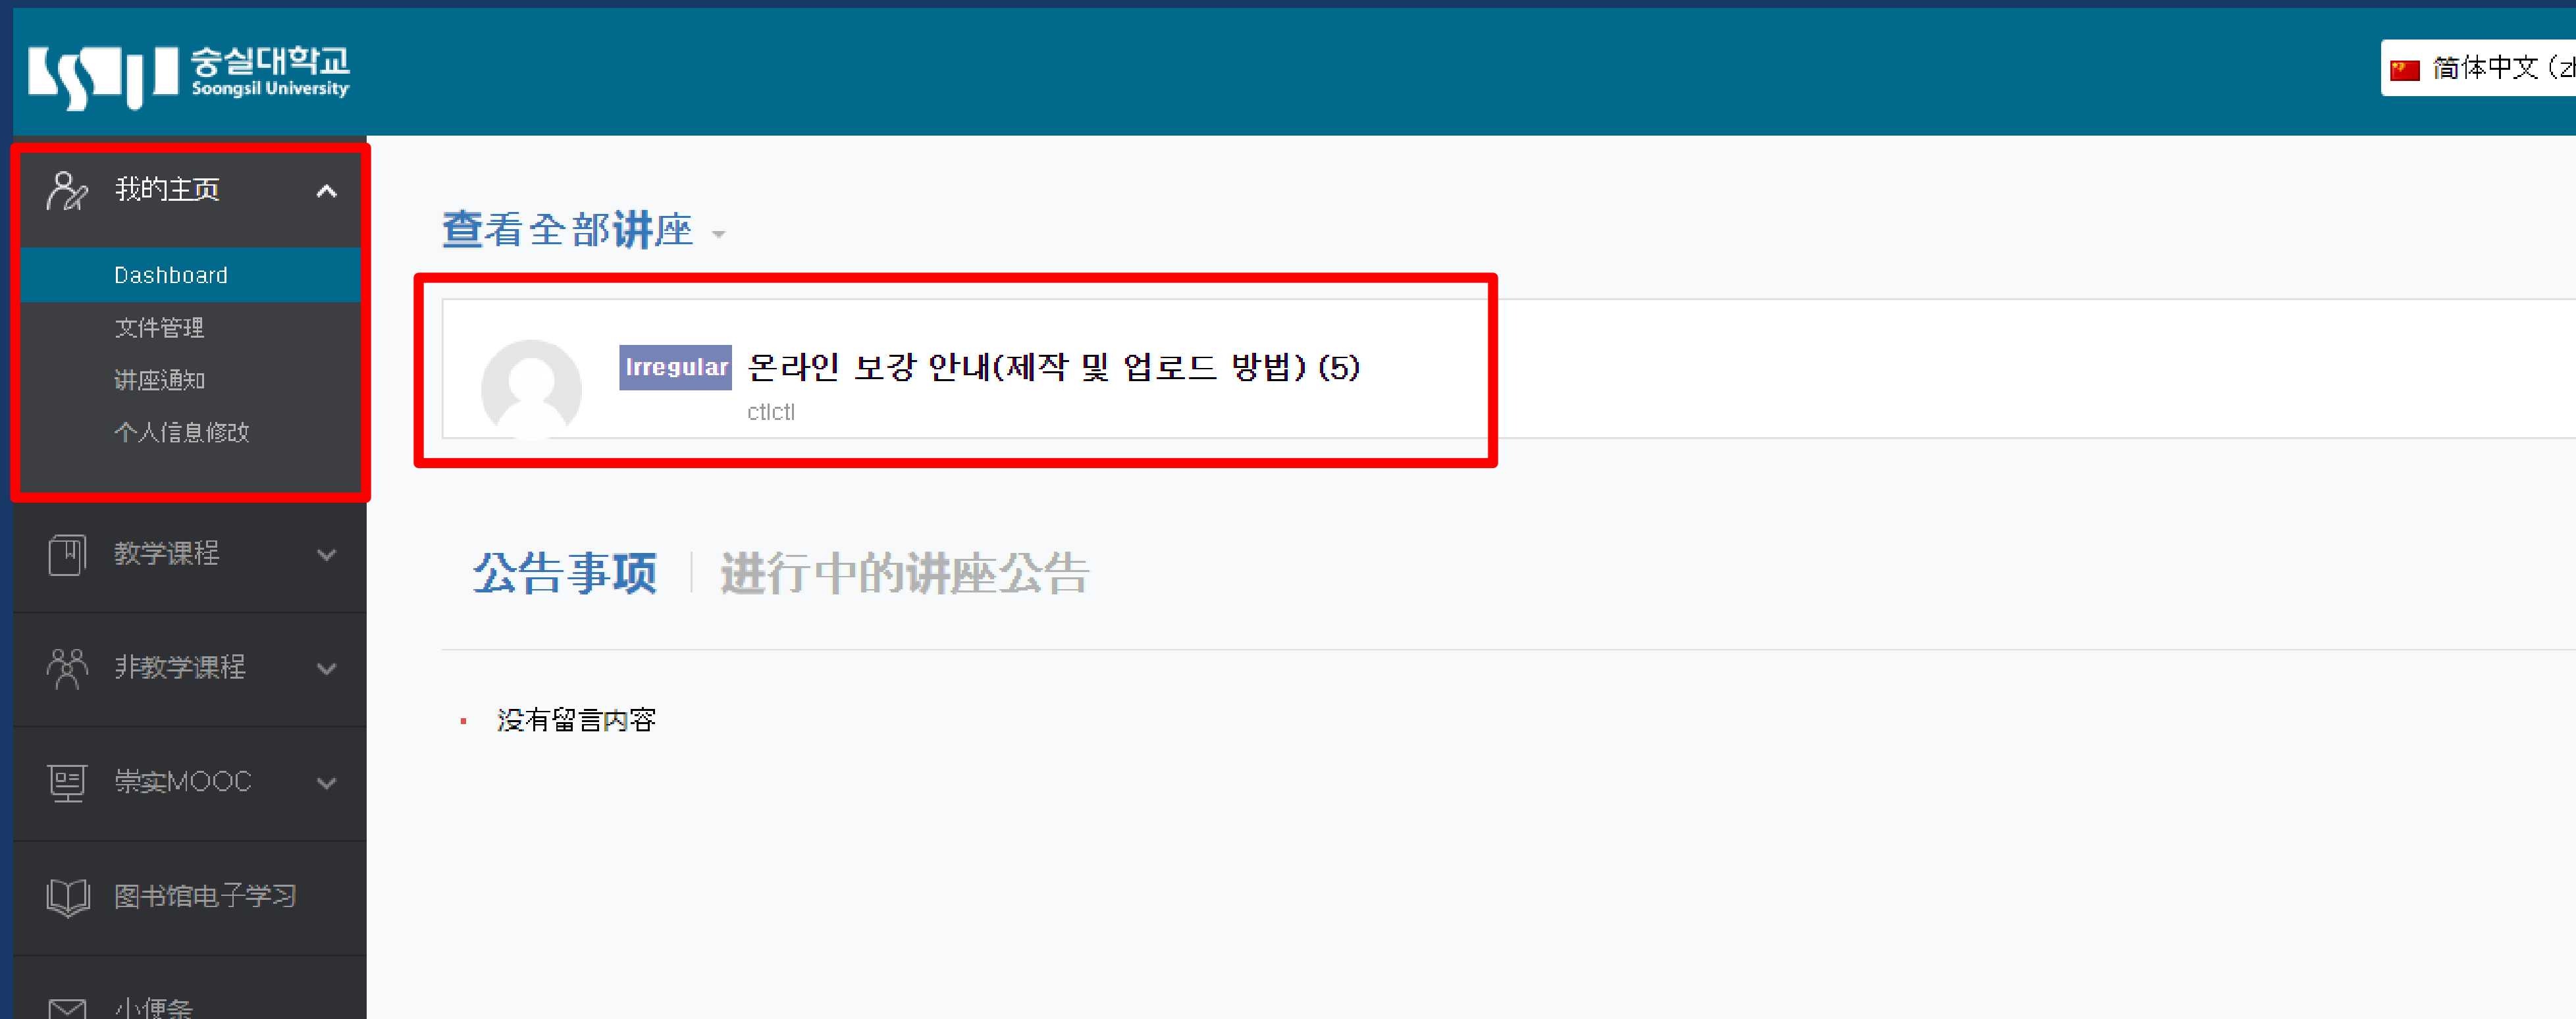 숭실대학교
Soongsil University
简体中文
我的主页
Dashboard
文件管理
讲座通知
个人信息修改
教学课程
非教学课程
崇实MOOC
图书馆电子学习
小便条
查看全部讲座
Irregular 온라인 보강 안내(제작 및 업로드 방법) (5)
ctlctl
公告事项 | 进行中的讲座公告
没有留言内容